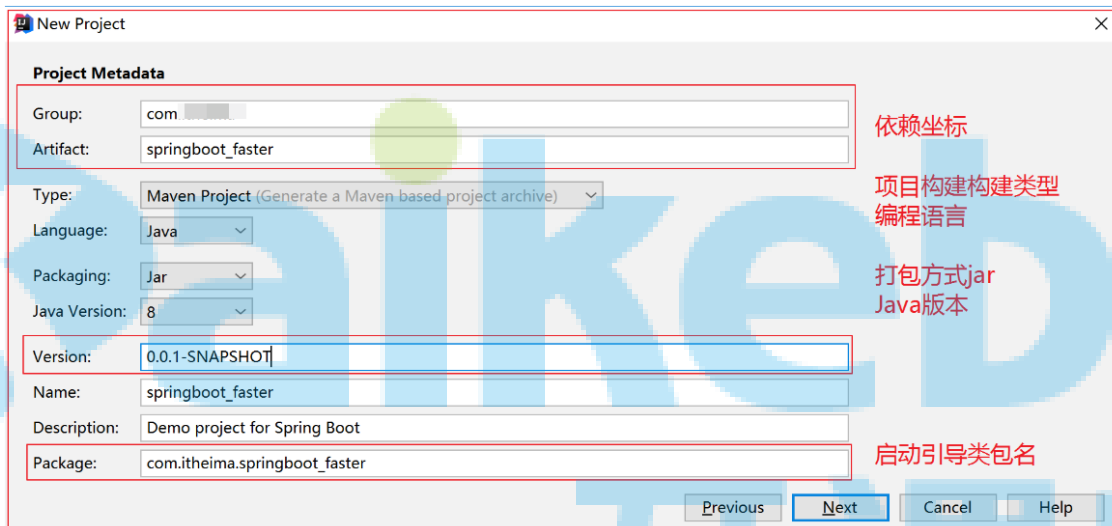 New Project
Project Metadata
Group: com
依赖坐标
Artifact: springboot_faster
Type: Maven Project (Generate a Maven based project archive)
项目构建构建类型
Language: Java
编程语言
Packaging: Jar
打包方式jar
Java Version: 8
Java版本
Version: 0.0.1-SNAPSHOT
Name: springboot_faster
Description: Demo project for Spring Boot
Package: com.itheima.springboot_faster
启动引导类包名
Previous Next Cancel Help
aikeb